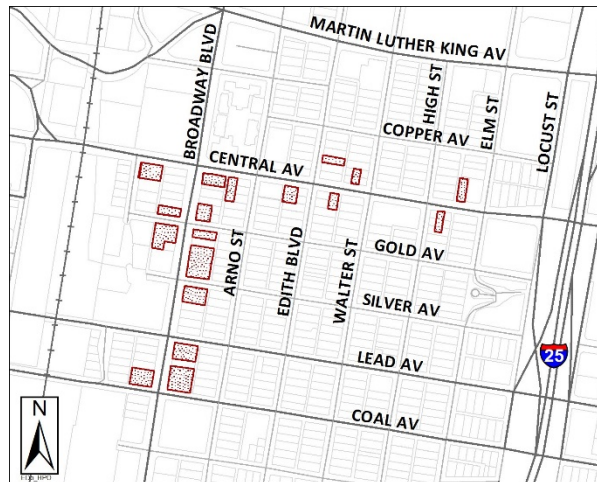 MARTIN LUTHER KING AV
BROADWAY BLVD
HIGH ST
ELM ST
LOCUST ST
COPPER AV
CENTRAL AV
ARNO ST
EDITH BLVD
WALTER ST
GOLD AV
SILVER AV
25
LEAD AV
COAL AV
N